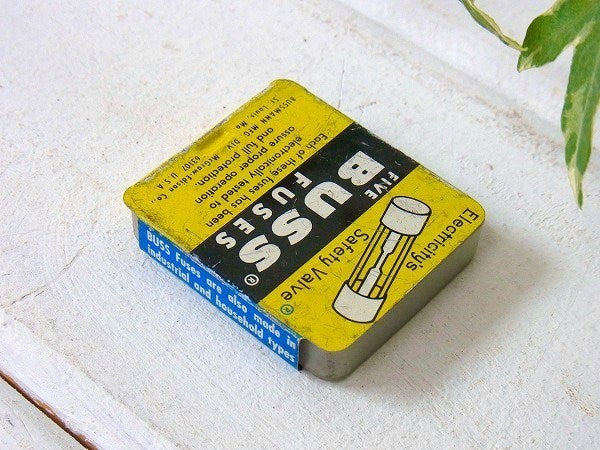 Electricity's
Safety Valve®
FIVE
BUSS®
FUSES
Each of these fuses has been
electronically tested to
assure proper operation
and full protection.
BUSSMANN MFG. DIV. McGraw-Edison Co.,
St. Louis, Mo. 63107, U.S.A.
BUSS Fuses are also made in
industrial and household types